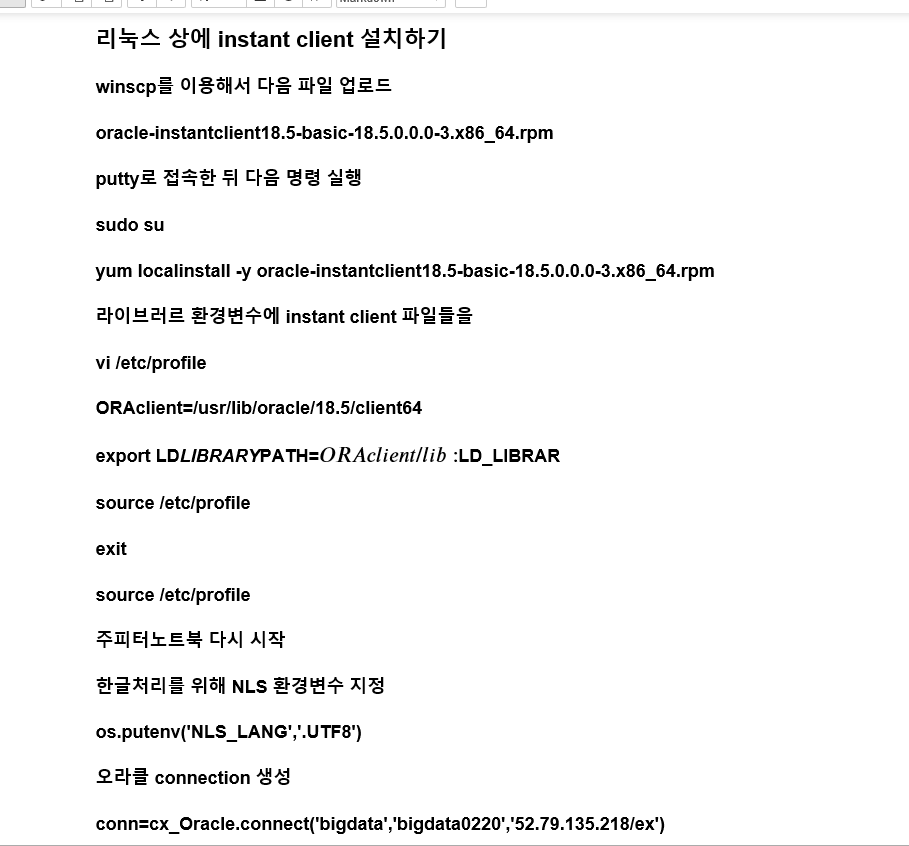 리눅스 상에 instant client 설치하기
winscp를 이용해서 다음 파일 업로드
oracle-instantclient18.5-basic-18.5.0.0.0-3.x86_64.rpm
putty로 접속한 뒤 다음 명령 실행
sudo su
yum localinstall -y oracle-instantclient18.5-basic-18.5.0.0.0-3.x86_64.rpm
라이브러르 환경변수에 instant client 파일들을
vi /etc/profile
ORAclient=/usr/lib/oracle/18.5/client64
export LDLIBRARYPATH=ORAclient/lib :LD_LIBRAR
source /etc/profile
exit
source /etc/profile
주피터노트북 다시 시작
한글처리를 위해 NLS 환경변수 지정
os.putenv('NLS_LANG','.UTF8')
오라클 connection 생성
conn=cx_Oracle.connect('bigdata','bigdata0220','52.79.135.218/ex')